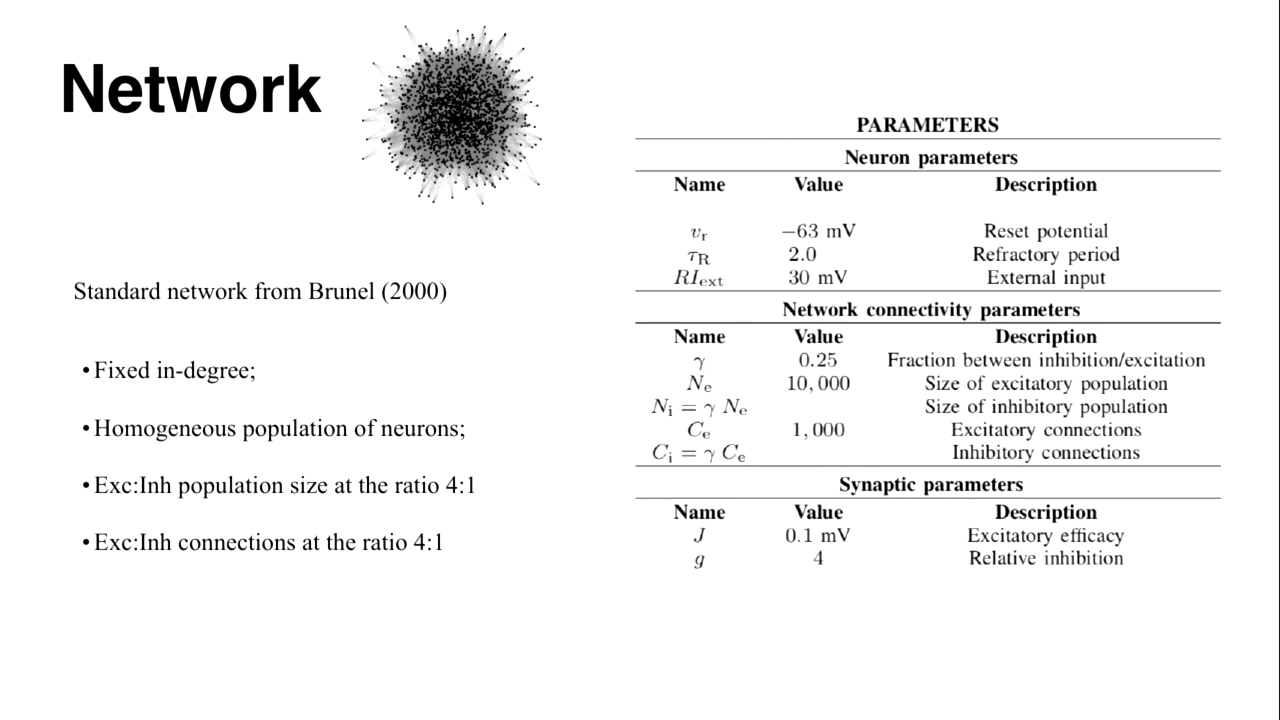 Network
Standard network from Brunel (2000)
•Fixed in-degree;
•Homogeneous population of neurons;
•Exc:Inh population size at the ratio 4:1
•Exc:Inh connections at the ratio 4:1
PARAMETERS
Neuron parameters
Name Value Description
v_r −63 mV Reset potential
τ_R 2.0 Refractory period
RI_ext 30 mV External input
Network connectivity parameters
Name Value Description
γ 0.25 Fraction between inhibition/excitation
N_e 10,000 Size of excitatory population
N_i = γ N_e Size of inhibitory population
C_e 1,000 Excitatory connections
C_i = γ C_e Inhibitory connections
Synaptic parameters
Name Value Description
J 0.1 mV Excitatory efficacy
g 4 Relative inhibition